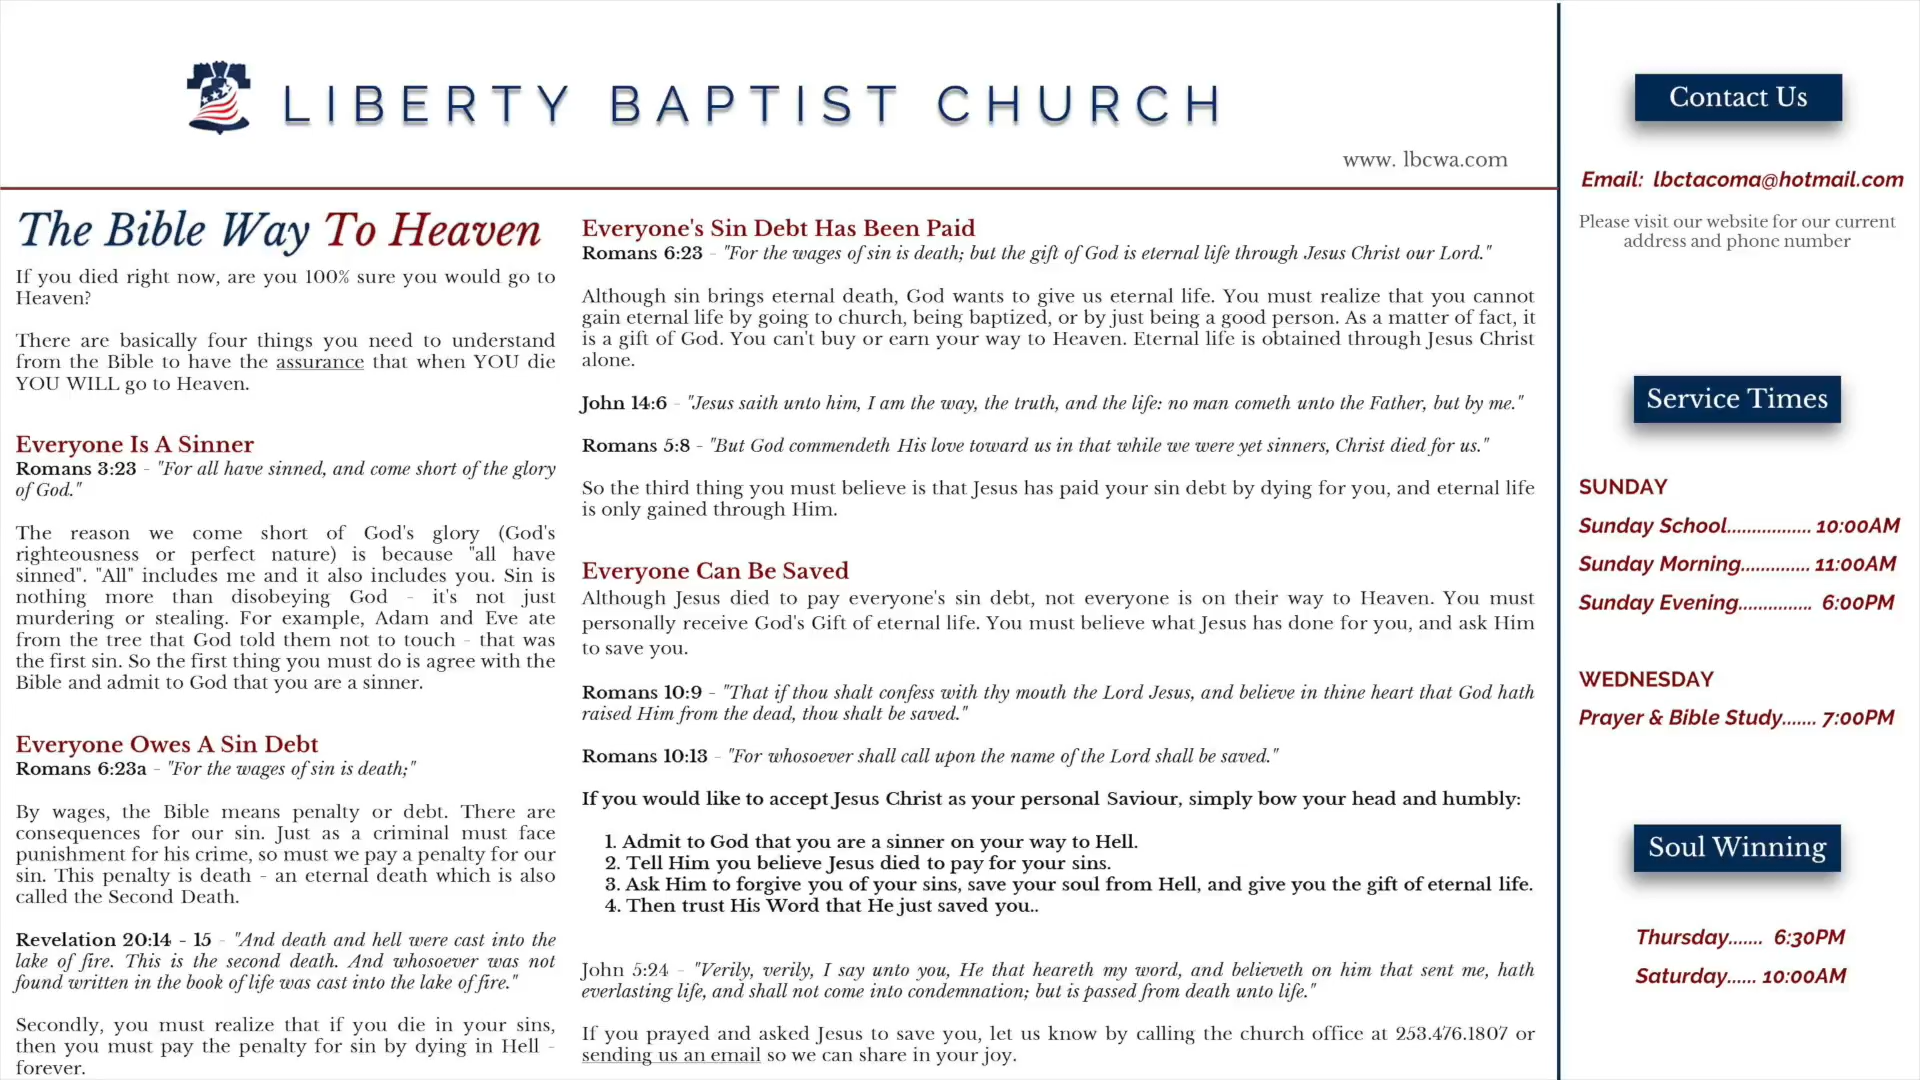 LIBERTY BAPTIST CHURCH
www. lbcwa.com
The Bible Way To Heaven
If you died right now, are you 100% sure you would go to
Heaven?
There are basically four things you need to understand
from the Bible to have the assurance that when YOU die
YOU WILL go to Heaven.
Everyone Is A Sinner
Romans 3:23 - "For all have sinned, and come short of the glory
of God."
The reason we come short of God's glory (God's
righteousness or perfect nature) is because "all have
sinned". "All" includes me and it also includes you. Sin is
nothing more than disobeying God - it's not just
murdering or stealing. For example, Adam and Eve ate
from the tree that God told them not to touch - that was
the first sin. So the first thing you must do is agree with the
Bible and admit to God that you are a sinner.
Everyone Owes A Sin Debt
Romans 6:23a - "For the wages of sin is death;"
By wages, the Bible means penalty or debt. There are
consequences for our sin. Just as a criminal must face
punishment for his crime, so must we pay a penalty for our
sin. This penalty is death - an eternal death which is also
called the Second Death.
Revelation 20:14 - 15 - "And death and hell were cast into the
lake of fire. This is the second death. And whosoever was not
found written in the book of life was cast into the lake of fire."
Secondly, you must realize that if you die in your sins,
then you must pay the penalty for sin by dying in Hell -
forever.
Everyone's Sin Debt Has Been Paid
Romans 6:23 - "For the wages of sin is death; but the gift of God is eternal life through Jesus Christ our Lord."
Although sin brings eternal death, God wants to give us eternal life. You must realize that you cannot
gain eternal life by going to church, being baptized, or by just being a good person. As a matter of fact, it
is a gift of God. You can't buy or earn your way to Heaven. Eternal life is obtained through Jesus Christ
alone.
John 14:6 - "Jesus saith unto him, I am the way, the truth, and the life: no man cometh unto the Father, but by me."
Romans 5:8 - "But God commendeth His love toward us in that while we were yet sinners, Christ died for us."
So the third thing you must believe is that Jesus has paid your sin debt by dying for you, and eternal life
is only gained through Him.
Everyone Can Be Saved
Although Jesus died to pay everyone's sin debt, not everyone is on their way to Heaven. You must
personally receive God's Gift of eternal life. You must believe what Jesus has done for you, and ask Him
to save you.
Romans 10:9 - "That if thou shalt confess with thy mouth the Lord Jesus, and believe in thine heart that God hath
raised Him from the dead, thou shalt be saved."
Romans 10:13 - "For whosoever shall call upon the name of the Lord shall be saved."
If you would like to accept Jesus Christ as your personal Saviour, simply bow your head and humbly:
1. Admit to God that you are a sinner on your way to Hell.
2. Tell Him you believe Jesus died to pay for your sins.
3. Ask Him to forgive you of your sins, save your soul from Hell, and give you the gift of eternal life.
4. Then trust His Word that He just saved you..
John 5:24 - "Verily, verily, I say unto you, He that heareth my word, and believeth on him that sent me, hath
everlasting life, and shall not come into condemnation; but is passed from death unto life."
If you prayed and asked Jesus to save you, let us know by calling the church office at 253.476.1807 or
sending us an email so we can share in your joy.
Contact Us
Email: lbctacoma@hotmail.com
Please visit our website for our current
address and phone number
Service Times
SUNDAY
Sunday School................. 10:00AM
Sunday Morning............. 11:00AM
Sunday Evening.............. 6:00PM
WEDNESDAY
Prayer & Bible Study....... 7:00PM
Soul Winning
Thursday....... 6:30PM
Saturday...... 10:00AM